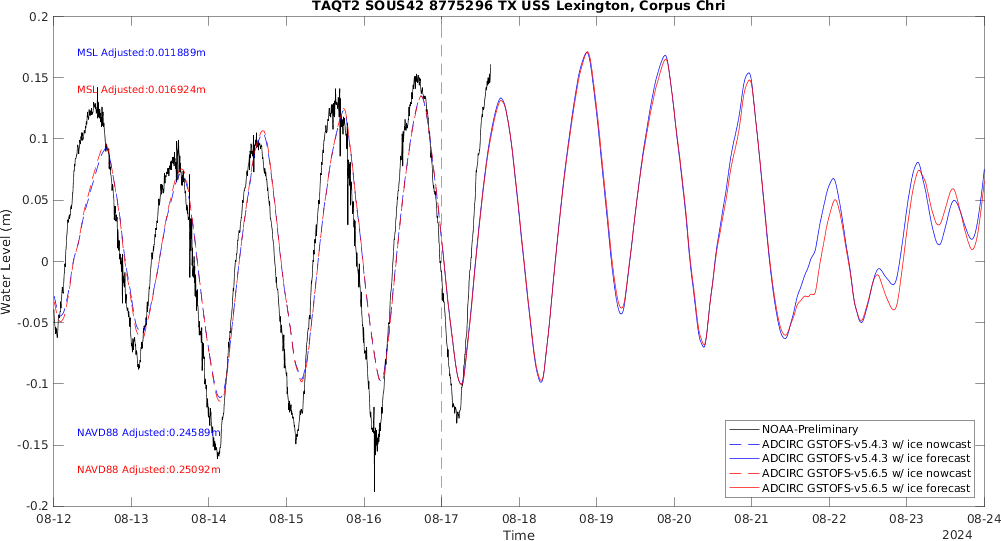 TAQT2 SOUS42 8775296 TX USS Lexington, Corpus Chri
0.2
MSL Adjusted:0.011889m
0.15
MSL Adjusted:0.016924m
0.1
0.05
Water Level (m)
0
-0.05
-0.1
NAVD88 Adjusted:0.24589m
-0.15
NAVD88 Adjusted:0.25092m
-0.2
NOAA-Preliminary
ADCIRC GSTOFS-v5.4.3 w/ ice nowcast
ADCIRC GSTOFS-v5.4.3 w/ ice forecast
ADCIRC GSTOFS-v5.6.5 w/ ice nowcast
ADCIRC GSTOFS-v5.6.5 w/ ice forecast
08-12 08-13 08-14 08-15 08-16 08-17 08-18 08-19 08-20 08-21 08-22 08-23 08-24
Time
2024